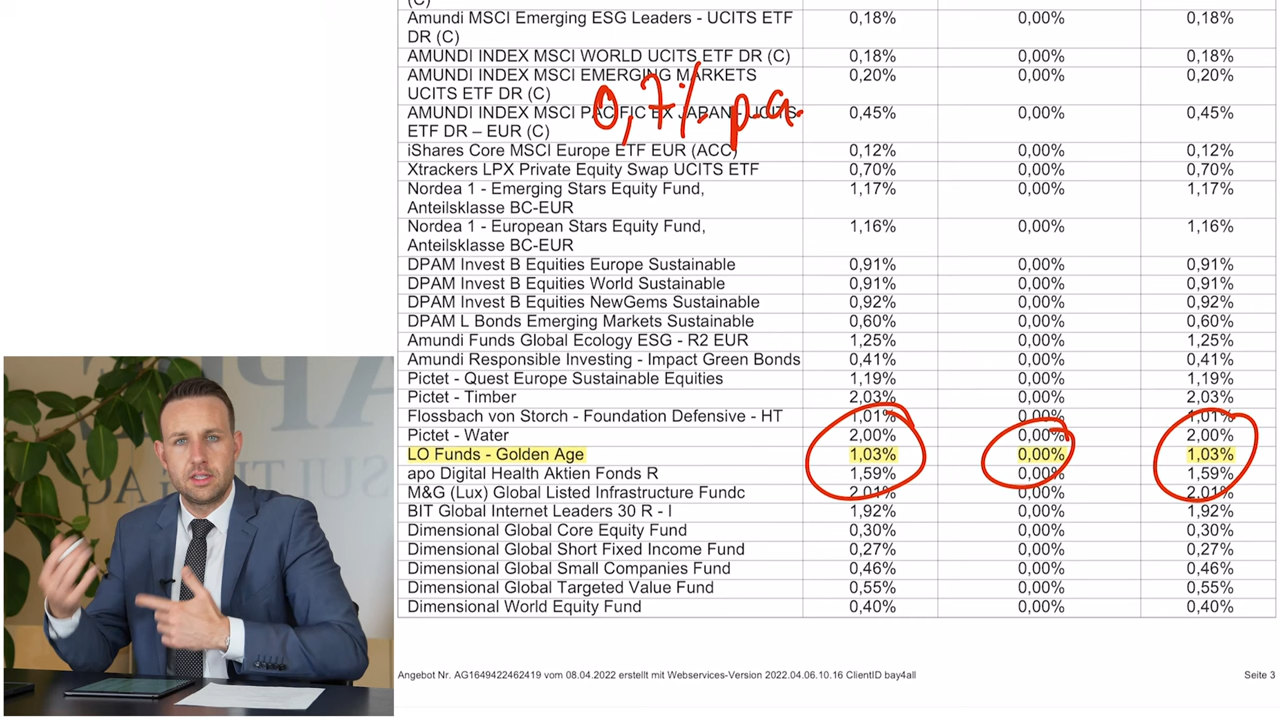 (C)
Amundi MSCI Emerging ESG Leaders - UCITS ETF 0,18% 0,00% 0,18%
DR (C)
AMUNDI INDEX MSCI WORLD UCITS ETF DR (C) 0,18% 0,00% 0,18%
AMUNDI INDEX MSCI EMERGING MARKETS 0,20% 0,00% 0,20%
UCITS ETF DR (C)
0,7% p.a.
AMUNDI INDEX MSCI PACIFIC EX JAPAN - UCITS 0,45% 0,00% 0,45%
ETF DR – EUR (C)
iShares Core MSCI Europe ETF EUR (ACC) 0,12% 0,00% 0,12%
Xtrackers LPX Private Equity Swap UCITS ETF 0,70% 0,00% 0,70%
Nordea 1 - Emerging Stars Equity Fund, 1,17% 0,00% 1,17%
Anteilsklasse BC-EUR
Nordea 1 - European Stars Equity Fund, 1,16% 0,00% 1,16%
Anteilsklasse BC-EUR
DPAM Invest B Equities Europe Sustainable 0,91% 0,00% 0,91%
DPAM Invest B Equities World Sustainable 0,91% 0,00% 0,91%
DPAM Invest B Equities NewGems Sustainable 0,92% 0,00% 0,92%
DPAM L Bonds Emerging Markets Sustainable 0,60% 0,00% 0,60%
Amundi Funds Global Ecology ESG - R2 EUR 1,25% 0,00% 1,25%
Amundi Responsible Investing - Impact Green Bonds 0,41% 0,00% 0,41%
Pictet - Quest Europe Sustainable Equities 1,19% 0,00% 1,19%
Pictet - Timber 2,03% 0,00% 2,03%
Flossbach von Storch - Foundation Defensive - HT 1,01% 0,00% 1,01%
Pictet - Water 2,00% 0,00% 2,00%
LO Funds - Golden Age 1,03% 0,00% 1,03%
apo Digital Health Aktien Fonds R 1,59% 0,00% 1,59%
M&G (Lux) Global Listed Infrastructure Fundc 2,01% 0,00% 2,01%
BIT Global Internet Leaders 30 R - I 1,92% 0,00% 1,92%
Dimensional Global Core Equity Fund 0,30% 0,00% 0,30%
Dimensional Global Short Fixed Income Fund 0,27% 0,00% 0,27%
Dimensional Global Small Companies Fund 0,46% 0,00% 0,46%
Dimensional Global Targeted Value Fund 0,55% 0,00% 0,55%
Dimensional World Equity Fund 0,40% 0,00% 0,40%
Angebot Nr. AG1649422462419 vom 08.04.2022 erstellt mit Webservices-Version 2022.04.06.10.16 ClientID bay4all Seite 3